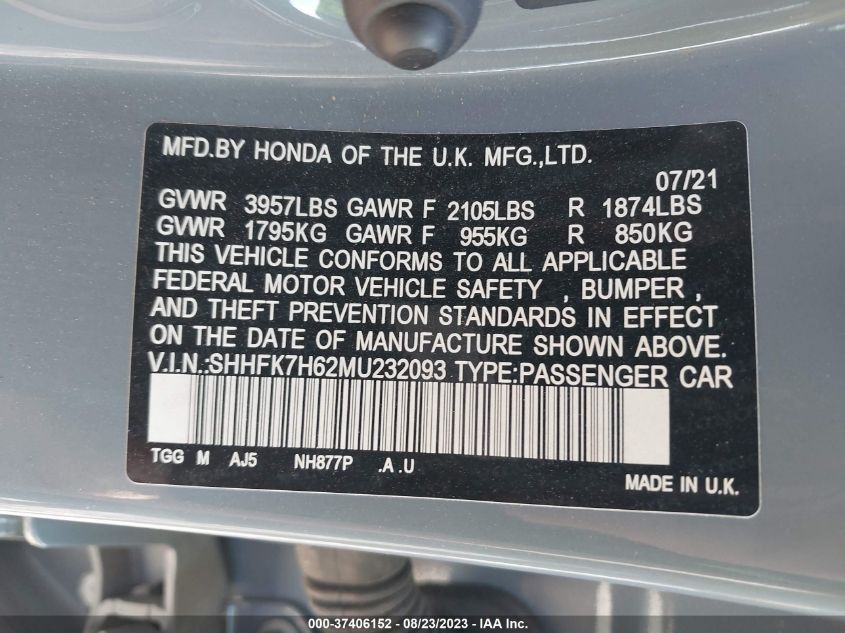 MFD.BY HONDA OF THE U.K. MFG.,LTD.
07/21
GVWR 3957LBS GAWR F 2105LBS R 1874LBS
GVWR 1795KG GAWR F 955KG R 850KG
THIS VEHICLE CONFORMS TO ALL APPLICABLE
FEDERAL MOTOR VEHICLE SAFETY , BUMPER ,
AND THEFT PREVENTION STANDARDS IN EFFECT
ON THE DATE OF MANUFACTURE SHOWN ABOVE.
V.I.N.:SHHFK7H62MU232093 TYPE:PASSENGER CAR
TGG M AJ5 NH877P .A .U
MADE IN U.K.
000-37406152 - 08/23/2023 - Copyright © IAA, Inc.